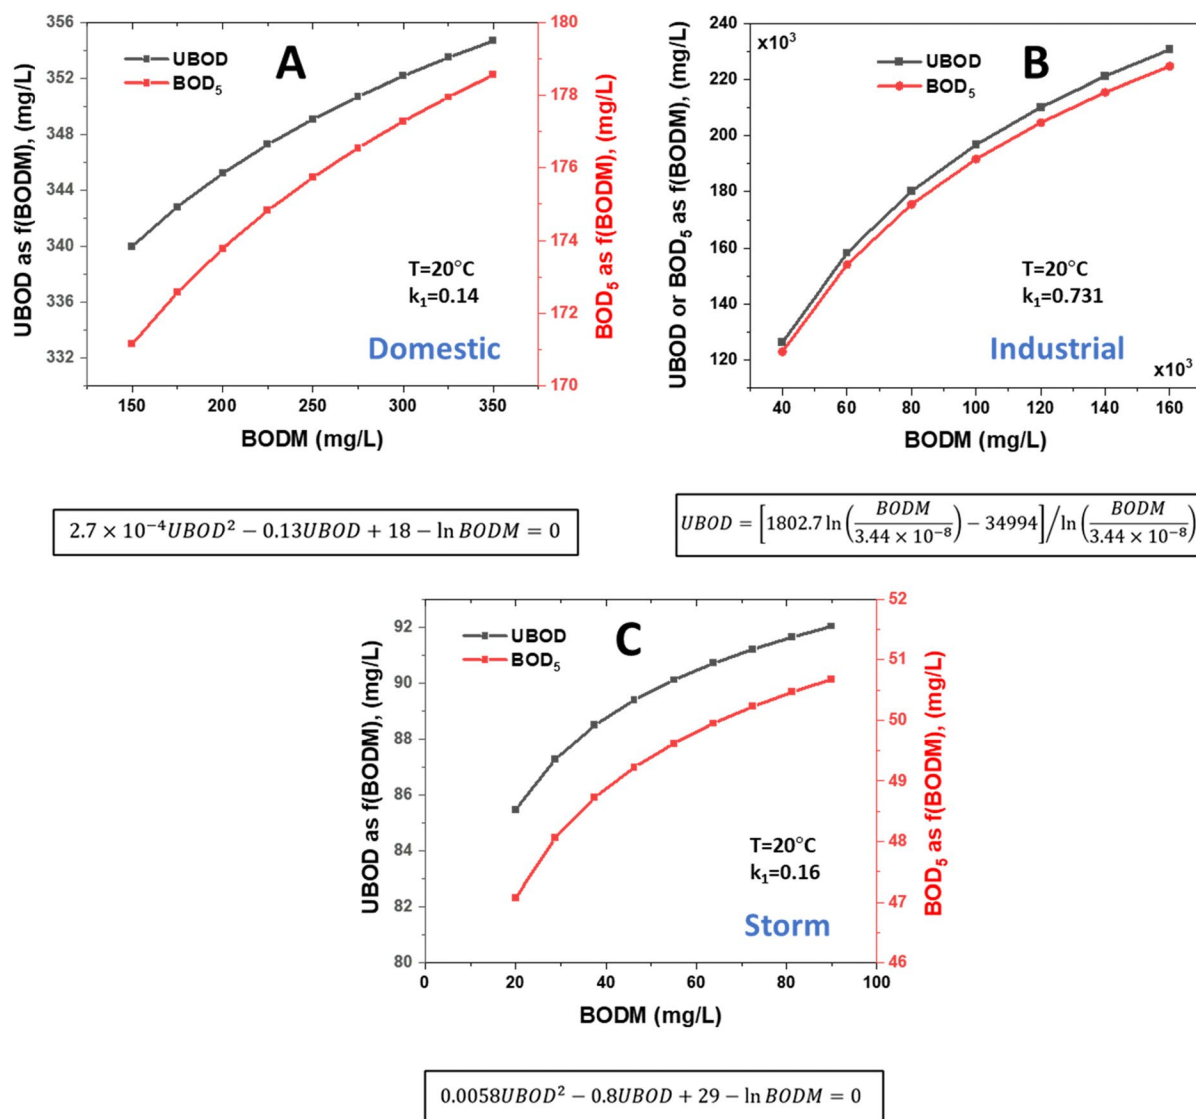 A
UBOD
BOD₅
UBOD as f(BODM), (mg/L)
356
352
348
344
340
336
332
BOD₅ as f(BODM), (mg/L)
180
178
176
174
172
170
T=20°C
k₁=0.14
Domestic
150 200 250 300 350
BODM (mg/L)
2.7 × 10⁻⁴UBOD² − 0.13UBOD + 18 − ln BODM = 0
B
x10³
UBOD
BOD₅
UBOD or BOD₅ as f(BODM), (mg/L)
240
220
200
180
160
140
120
T=20°C
k₁=0.731
Industrial
x10³
40 60 80 100 120 140 160
BODM (mg/L)
UBOD = [1802.7 ln(BODM/3.44 × 10⁻⁸) − 34994]/ln(BODM/3.44 × 10⁻⁸)
C
UBOD
BOD₅
UBOD as f(BODM), (mg/L)
92
90
88
86
84
82
80
BOD₅ as f(BODM), (mg/L)
52
51
50
49
48
47
46
T=20°C
k₁=0.16
Storm
0 20 40 60 80 100
BODM (mg/L)
0.0058UBOD² − 0.8UBOD + 29 − ln BODM = 0